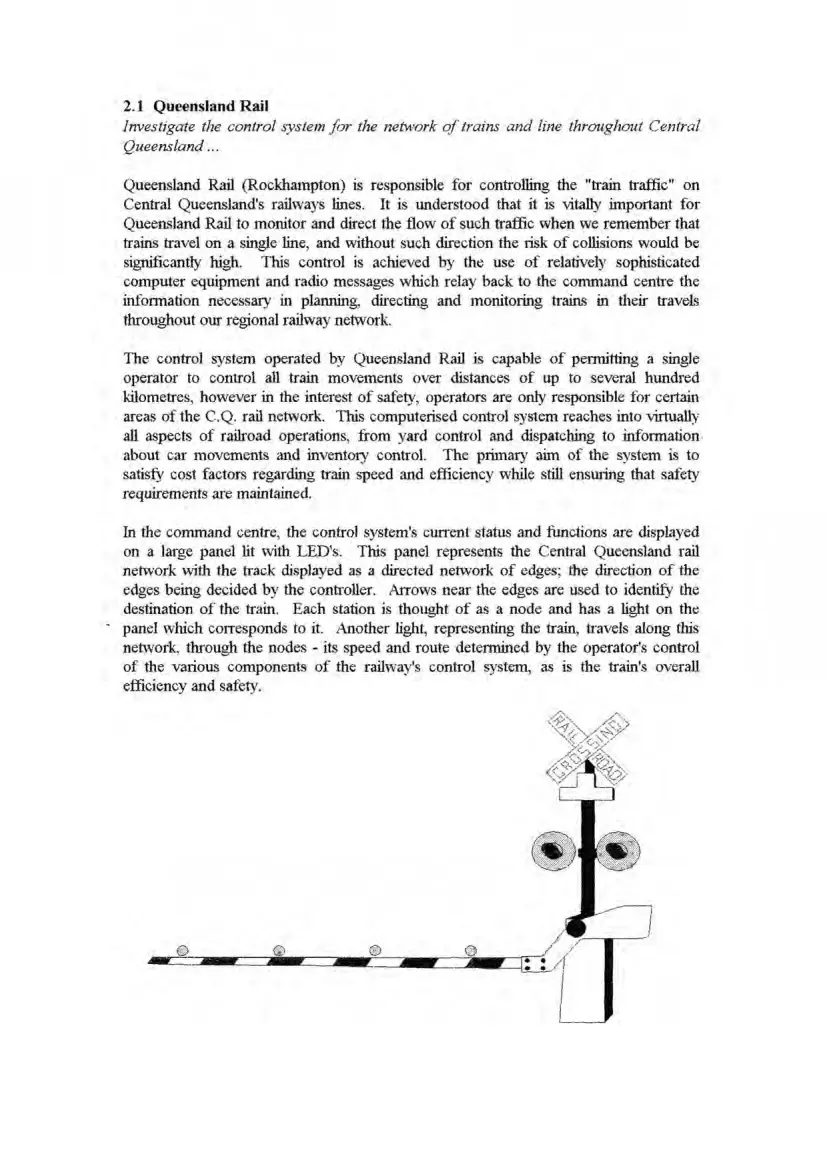 2.1 Queensland Rail
Investigate the control system for the network of trains and line throughout Central
Queensland ...
Queensland Rail (Rockhampton) is responsible for controlling the "train traffic" on
Central Queensland's railways lines. It is understood that it is vitally important for
Queensland Rail to monitor and direct the flow of such traffic when we remember that
trains travel on a single line, and without such direction the risk of collisions would be
significantly high. This control is achieved by the use of relatively sophisticated
computer equipment and radio messages which relay back to the command centre the
information necessary in planning, directing and monitoring trains in their travels
throughout our regional railway network.
The control system operated by Queensland Rail is capable of permitting a single
operator to control all train movements over distances of up to several hundred
kilometres, however in the interest of safety, operators are only responsible for certain
areas of the C.Q. rail network. This computerised control system reaches into virtually
all aspects of railroad operations, from yard control and dispatching to information
about car movements and inventory control. The primary aim of the system is to
satisfy cost factors regarding train speed and efficiency while still ensuring that safety
requirements are maintained.
In the command centre, the control system's current status and functions are displayed
on a large panel lit with LED's. This panel represents the Central Queensland rail
network with the track displayed as a directed network of edges; the direction of the
edges being decided by the controller. Arrows near the edges are used to identify the
destination of the train. Each station is thought of as a node and has a light on the
panel which corresponds to it. Another light, representing the train, travels along this
network, through the nodes - its speed and route determined by the operator's control
of the various components of the railway's control system, as is the train's overall
efficiency and safety.
RAIL ROAD
CROSSING